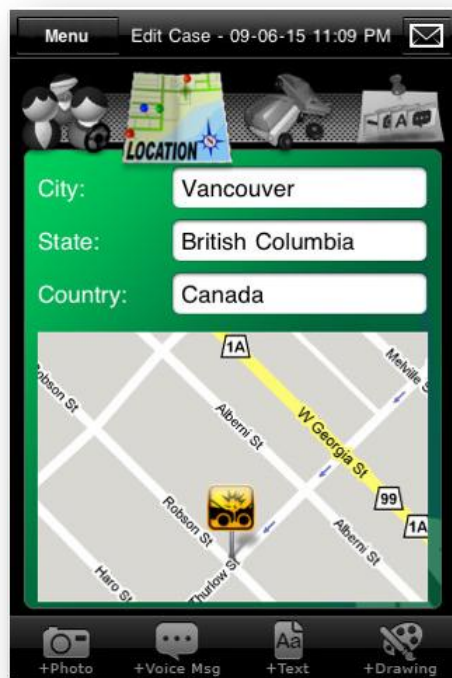 Menu
Edit Case - 09-06-15 11:09 PM
LOCATION
A
City:
Vancouver
State:
British Columbia
Country:
Canada
1A
Melville S
Robson St
Alberni St
W Georgia St
99
1A
Robson St
Alberni St
Thurlow St
Haro St
Aa
+Photo
+Voice Msg
+Text
+Drawing